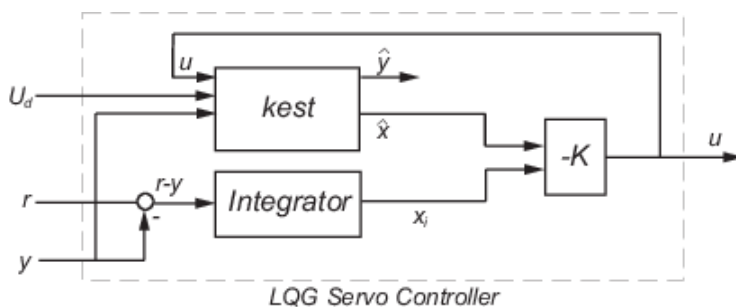 u
ŷ
U_d
kest
x̂
-K
u
r-y
r
-
Integrator
x_i
y
LQG Servo Controller